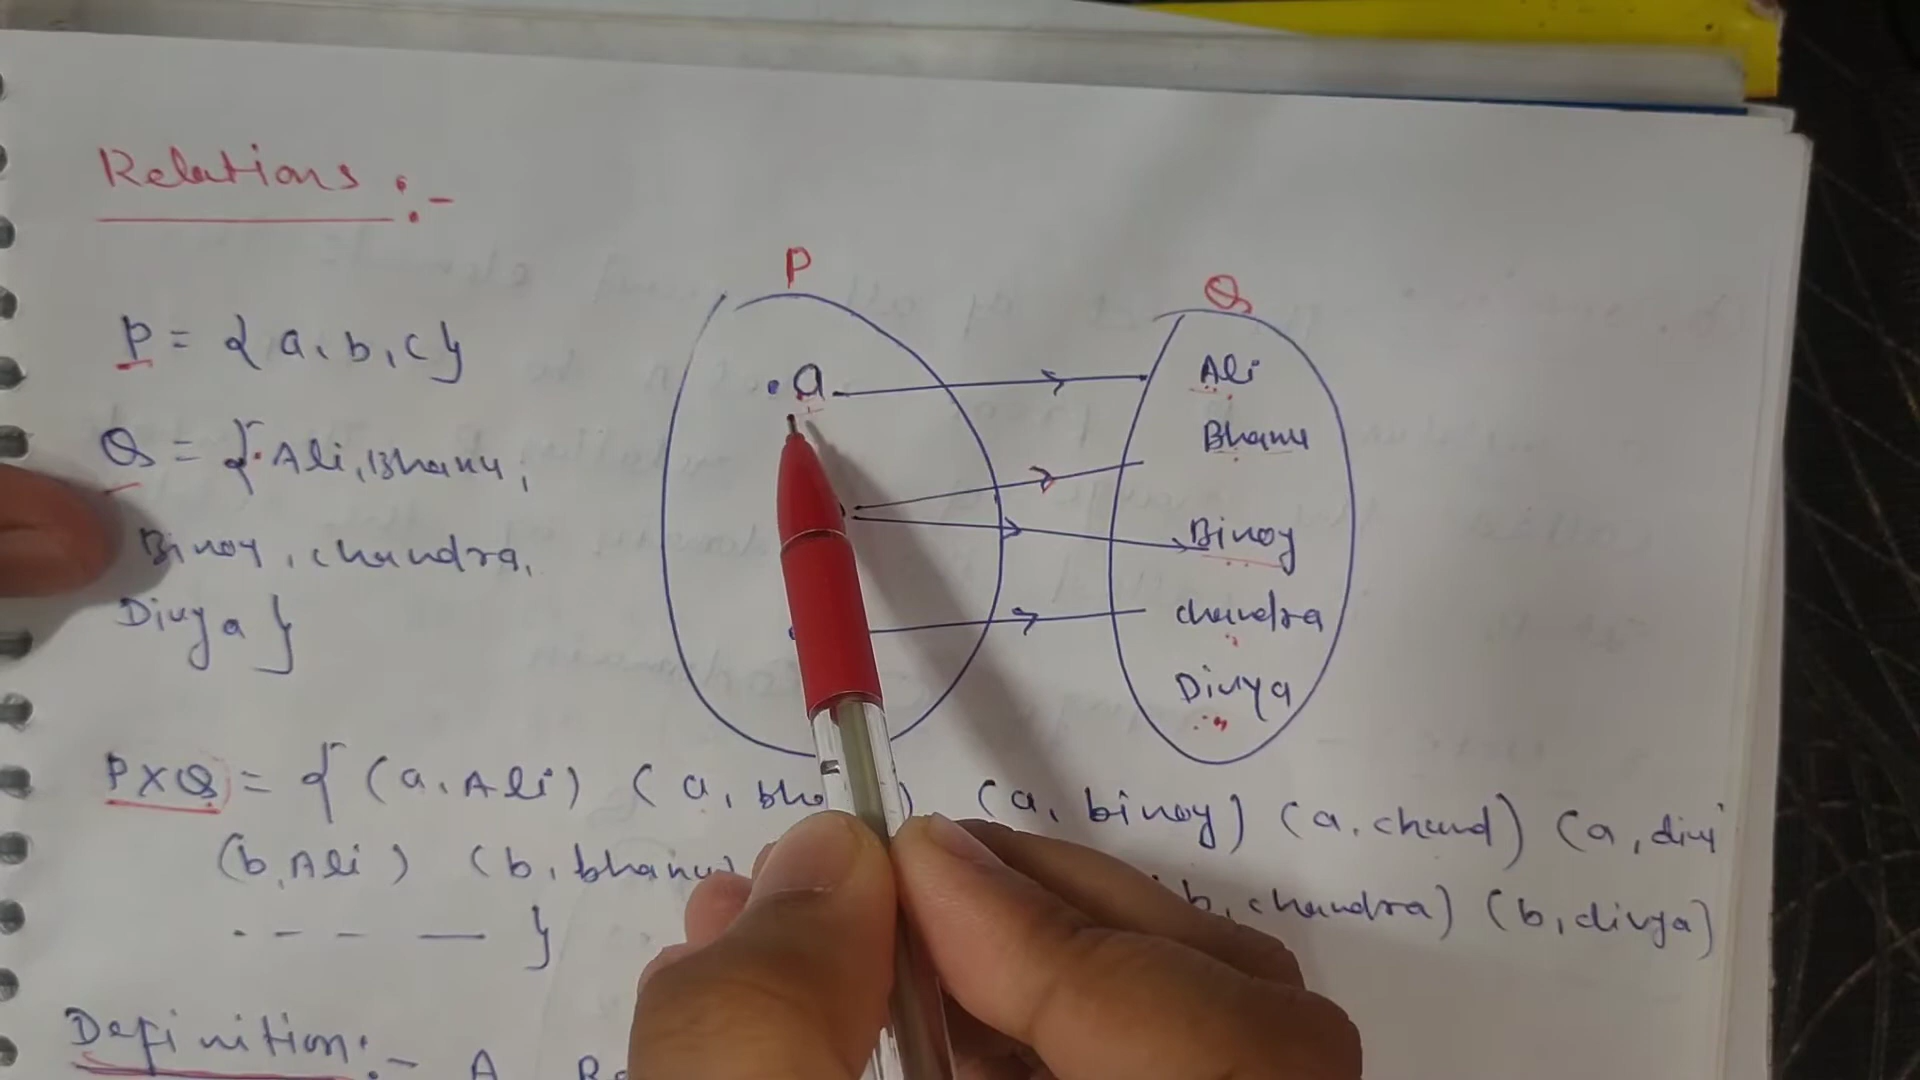 Relations :-
P
Q
P = { a, b, c }
a
Ali
Bhanu
Q = { Ali, Bhanu,
Binoy, chandra,
Divya }
Binoy
chandra
Divya
P X Q = { (a, Ali) (a, (a, binoy) (a, chand) (a, divy
(b, Ali) (b, bhanu) b, chandra) (b, divya)
- - - — }
Definition :- A